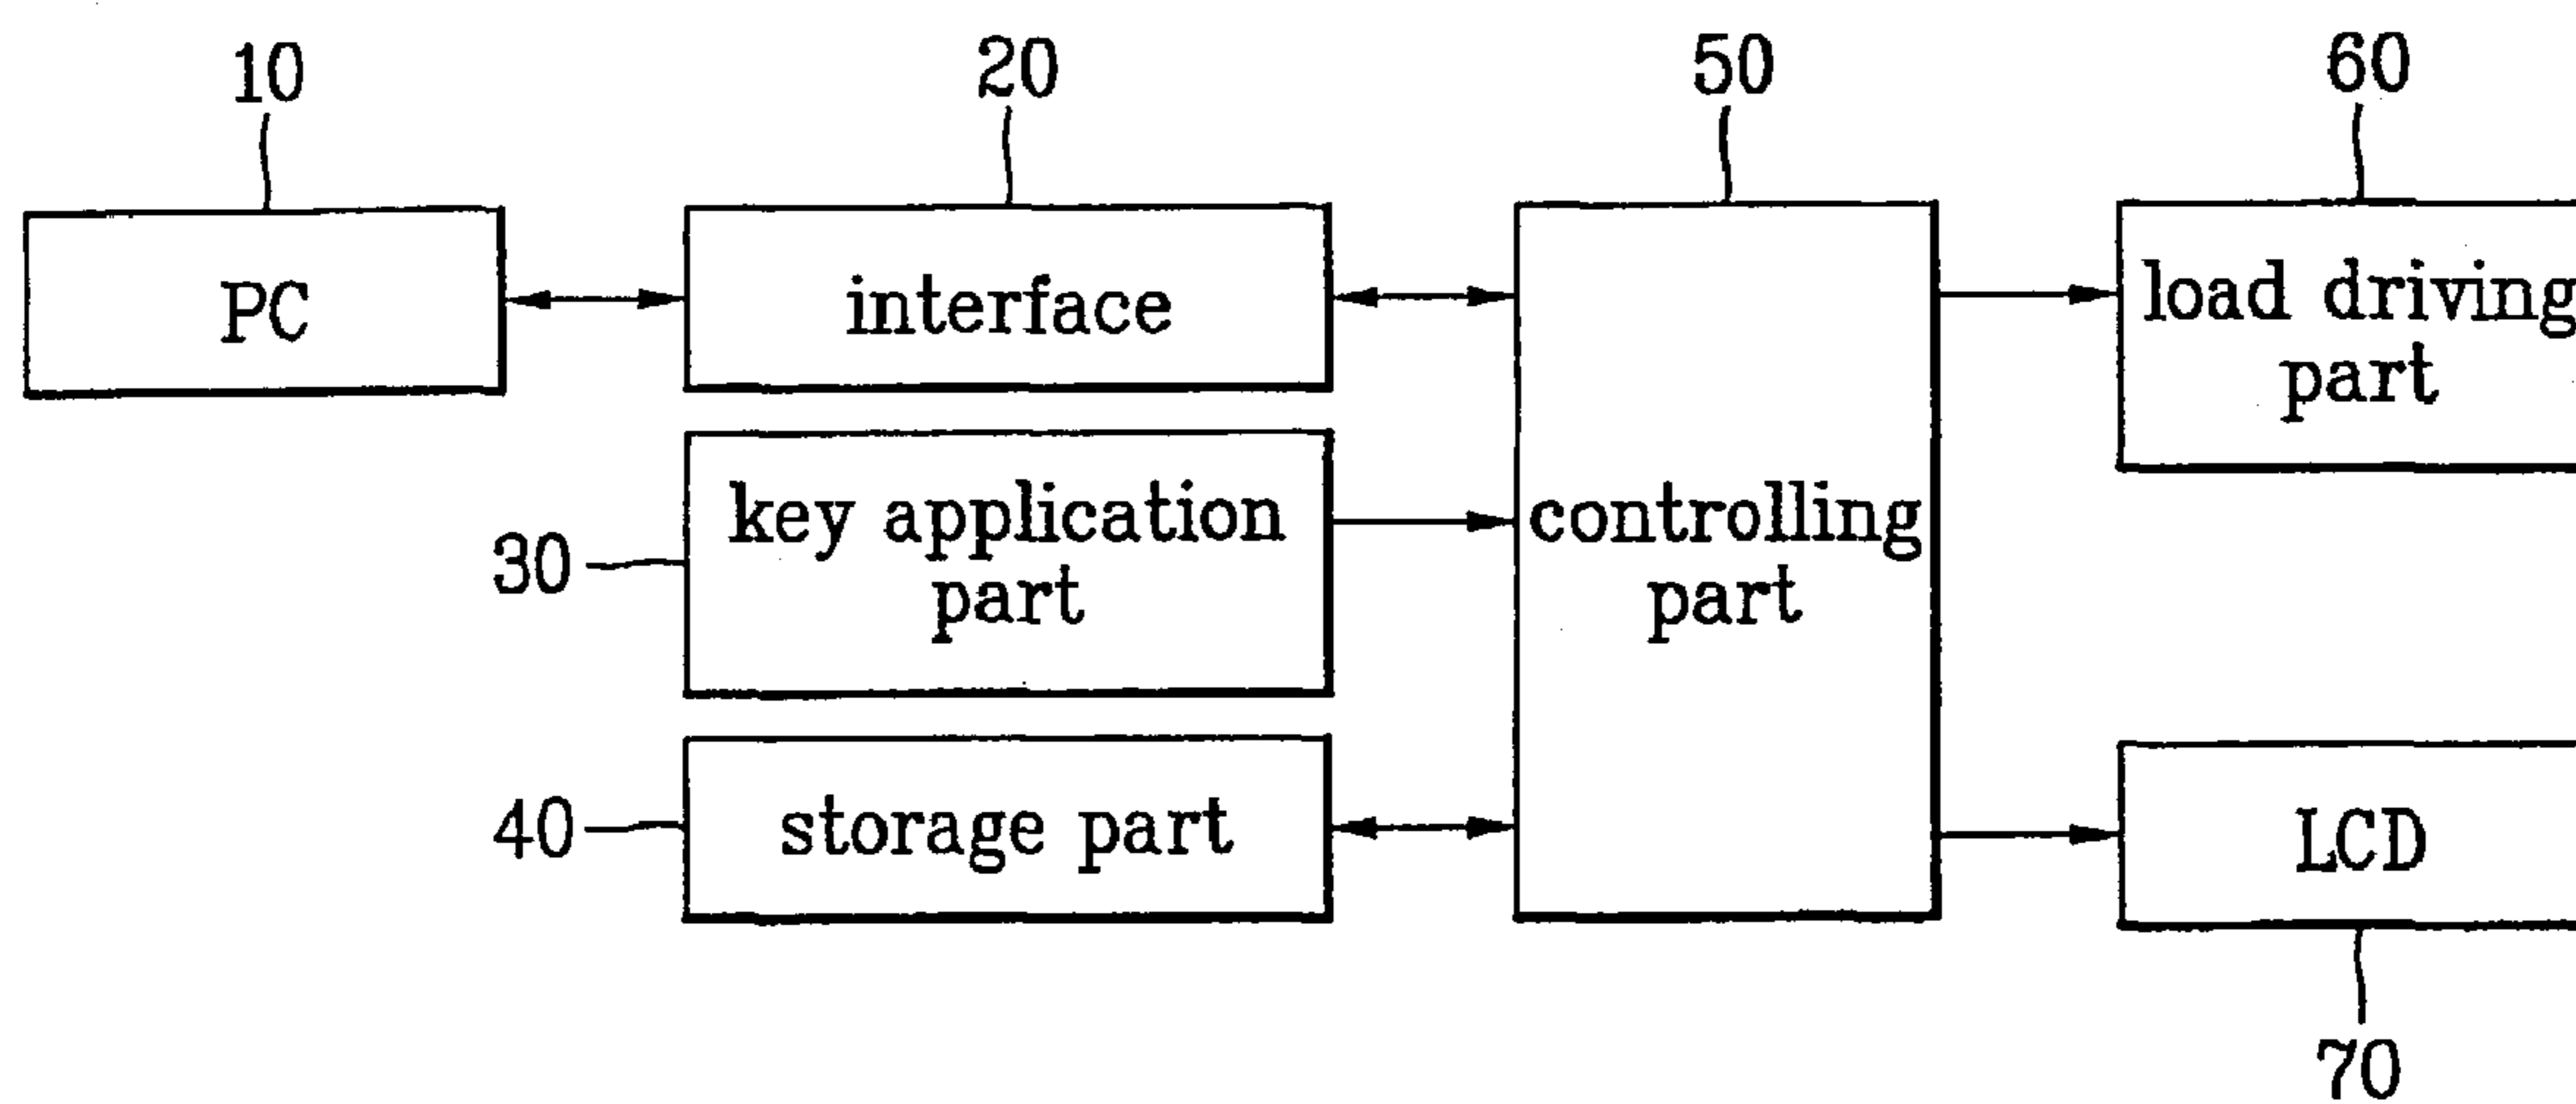 10
20
50
60
PC
interface
load driving
part
30
key application
part
controlling
part
40
storage part
LCD
70